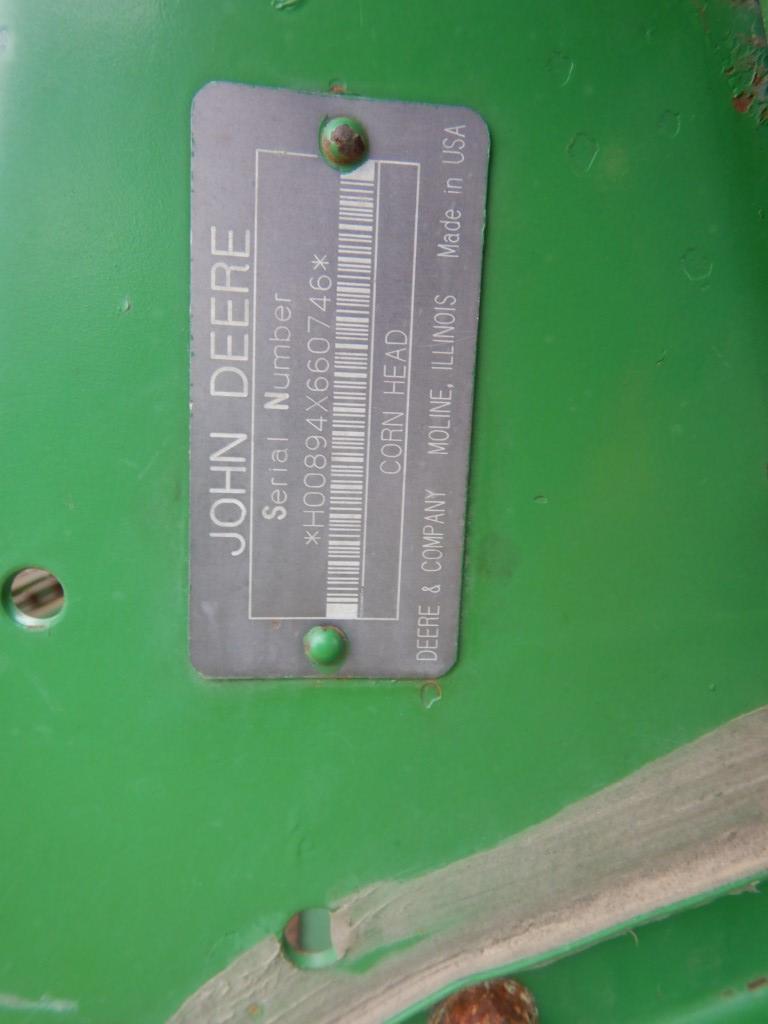 JOHN DEERE
Serial Number
*H00894X660746*
CORN HEAD
DEERE & COMPANY MOLINE, ILLINOIS Made in USA